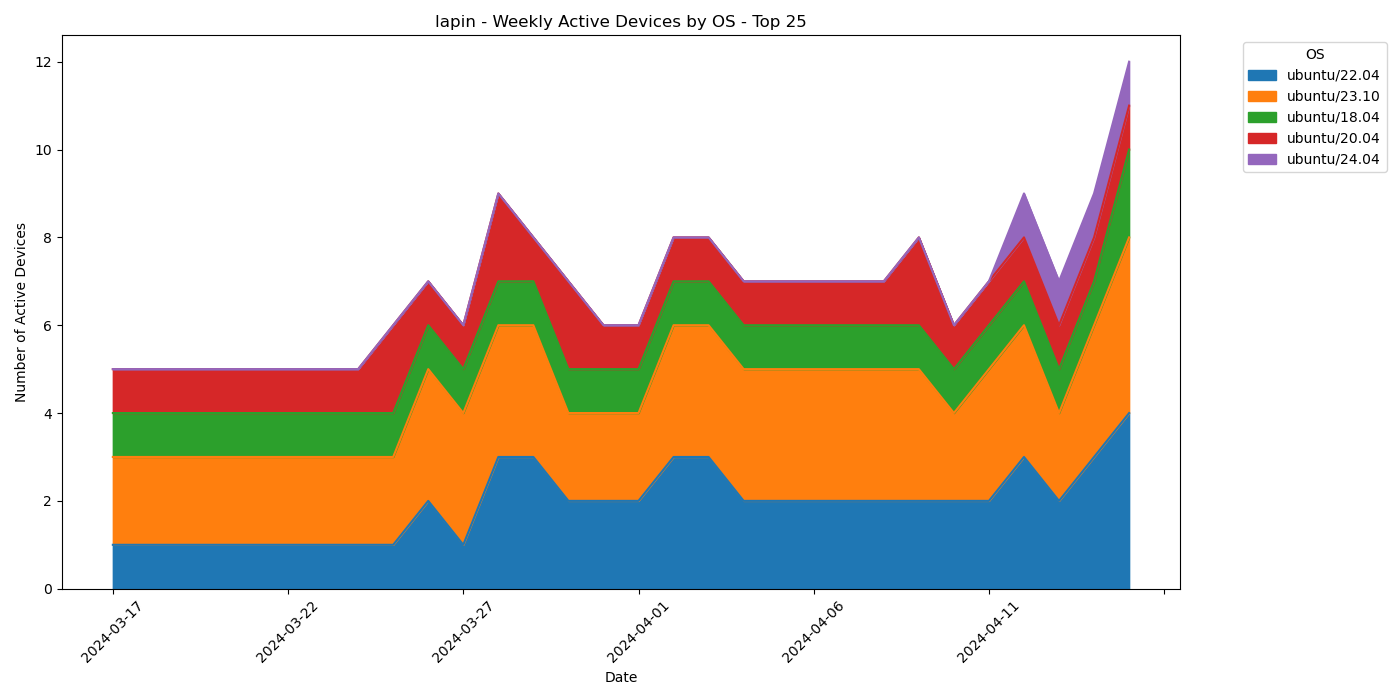 lapin - Weekly Active Devices by OS - Top 25
OS
ubuntu/22.04
ubuntu/23.10
ubuntu/18.04
ubuntu/20.04
ubuntu/24.04
Number of Active Devices
12
10
8
6
4
2
0
2024-03-17
2024-03-22
2024-03-27
2024-04-01
2024-04-06
2024-04-11
Date